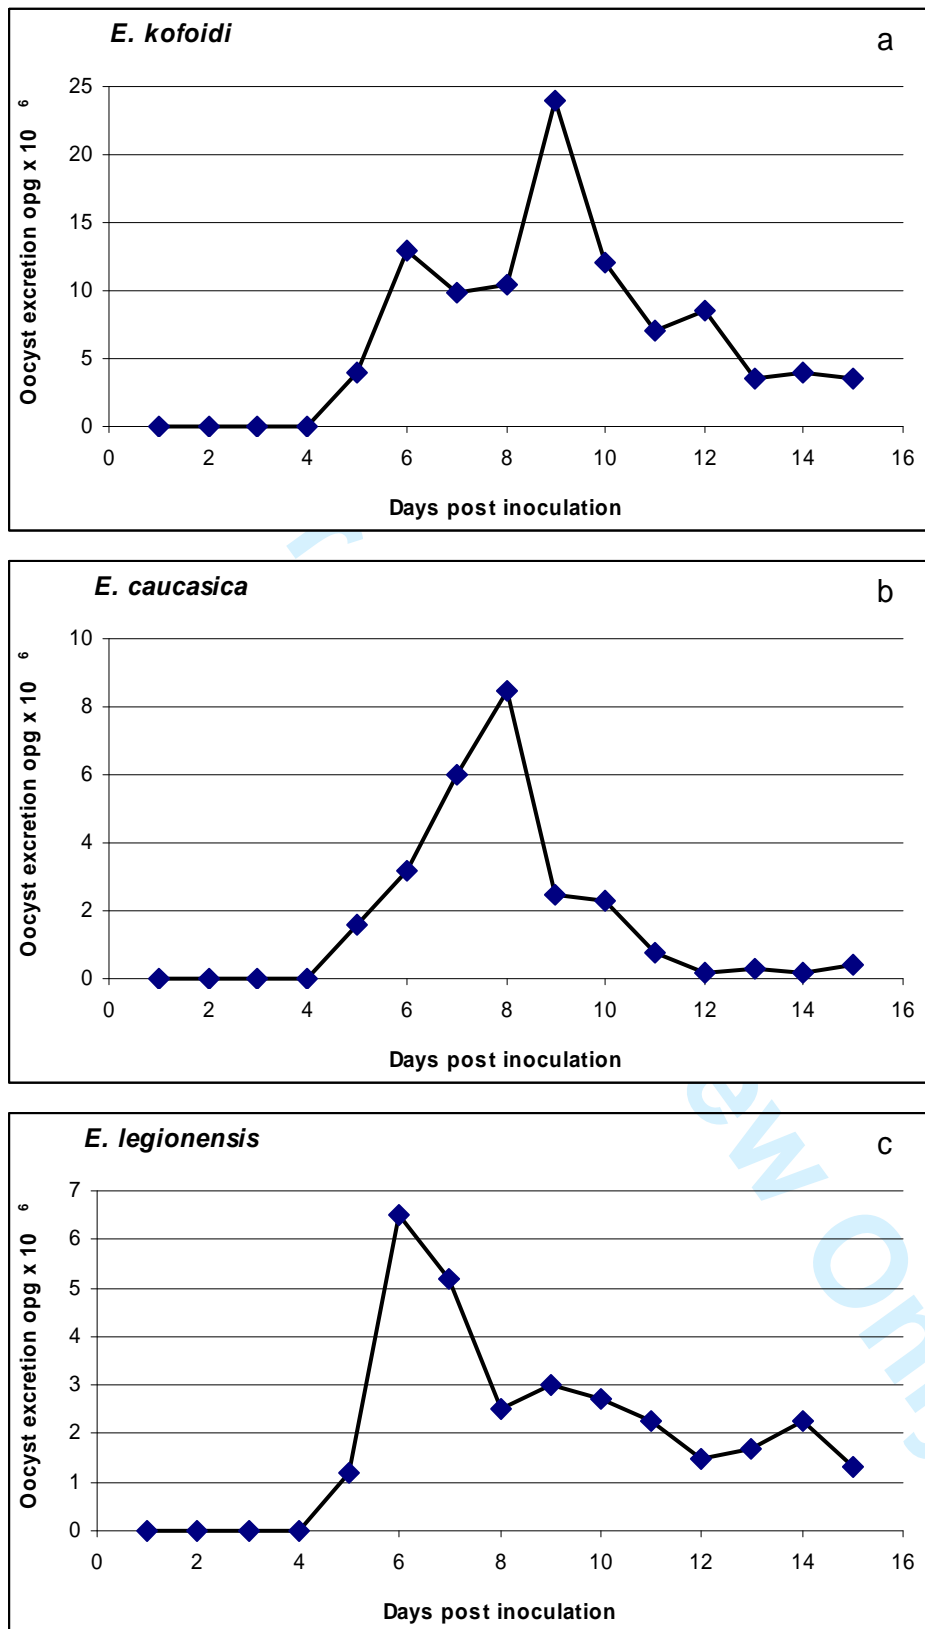 E. kofoidi
a
Oocyst excretion opg x 10 6
25
20
15
10
5
0
0 2 4 6 8 10 12 14 16
Days post inoculation
r
E. caucasica
b
Oocyst excretion opg x 10 6
10
8
6
4
2
0
0 2 4 6 8 10 12 14 16
Days post inoculation
ew On
E. legionensis
c
Oocyst excretion opg x 10 6
7
6
5
4
3
2
1
0
0 2 4 6 8 10 12 14 16
Days post inoculation